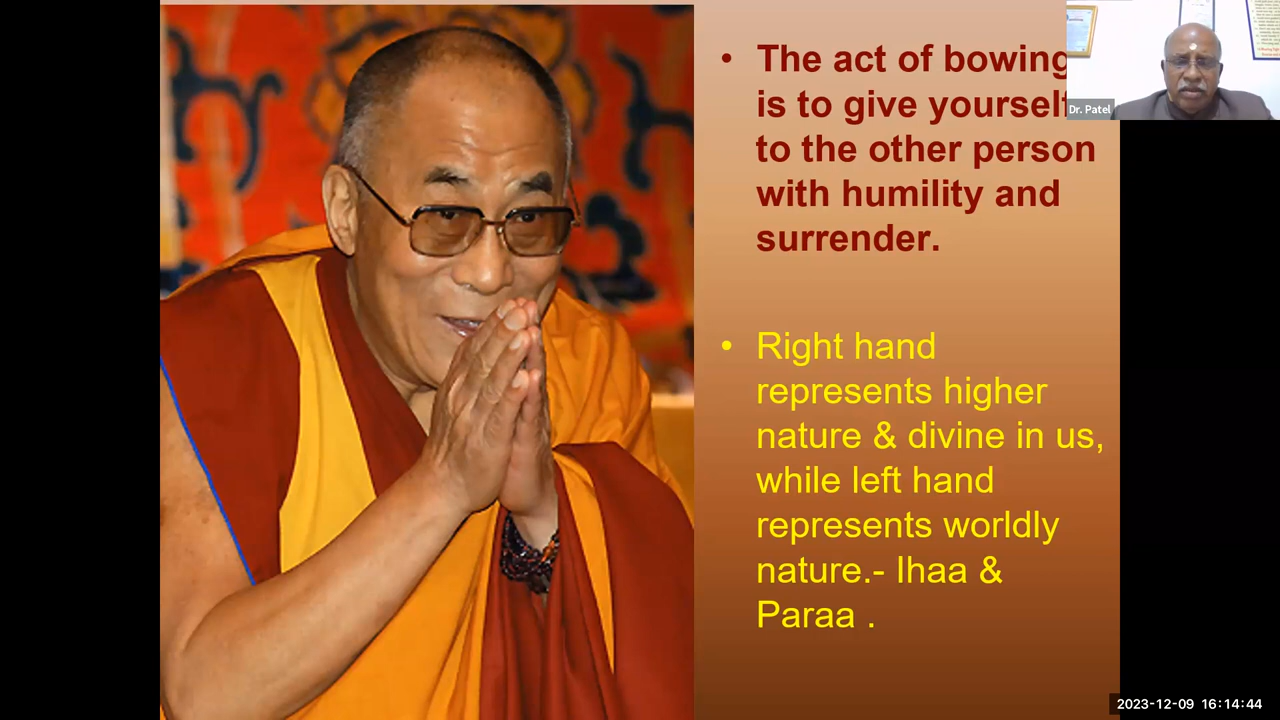 • The act of bowing
is to give yourself
to the other person
with humility and
surrender.
• Right hand
represents higher
nature & divine in us,
while left hand
represents worldly
nature.- Ihaa &
Paraa .
Dr. Patel
2023-12-09 16:14:44